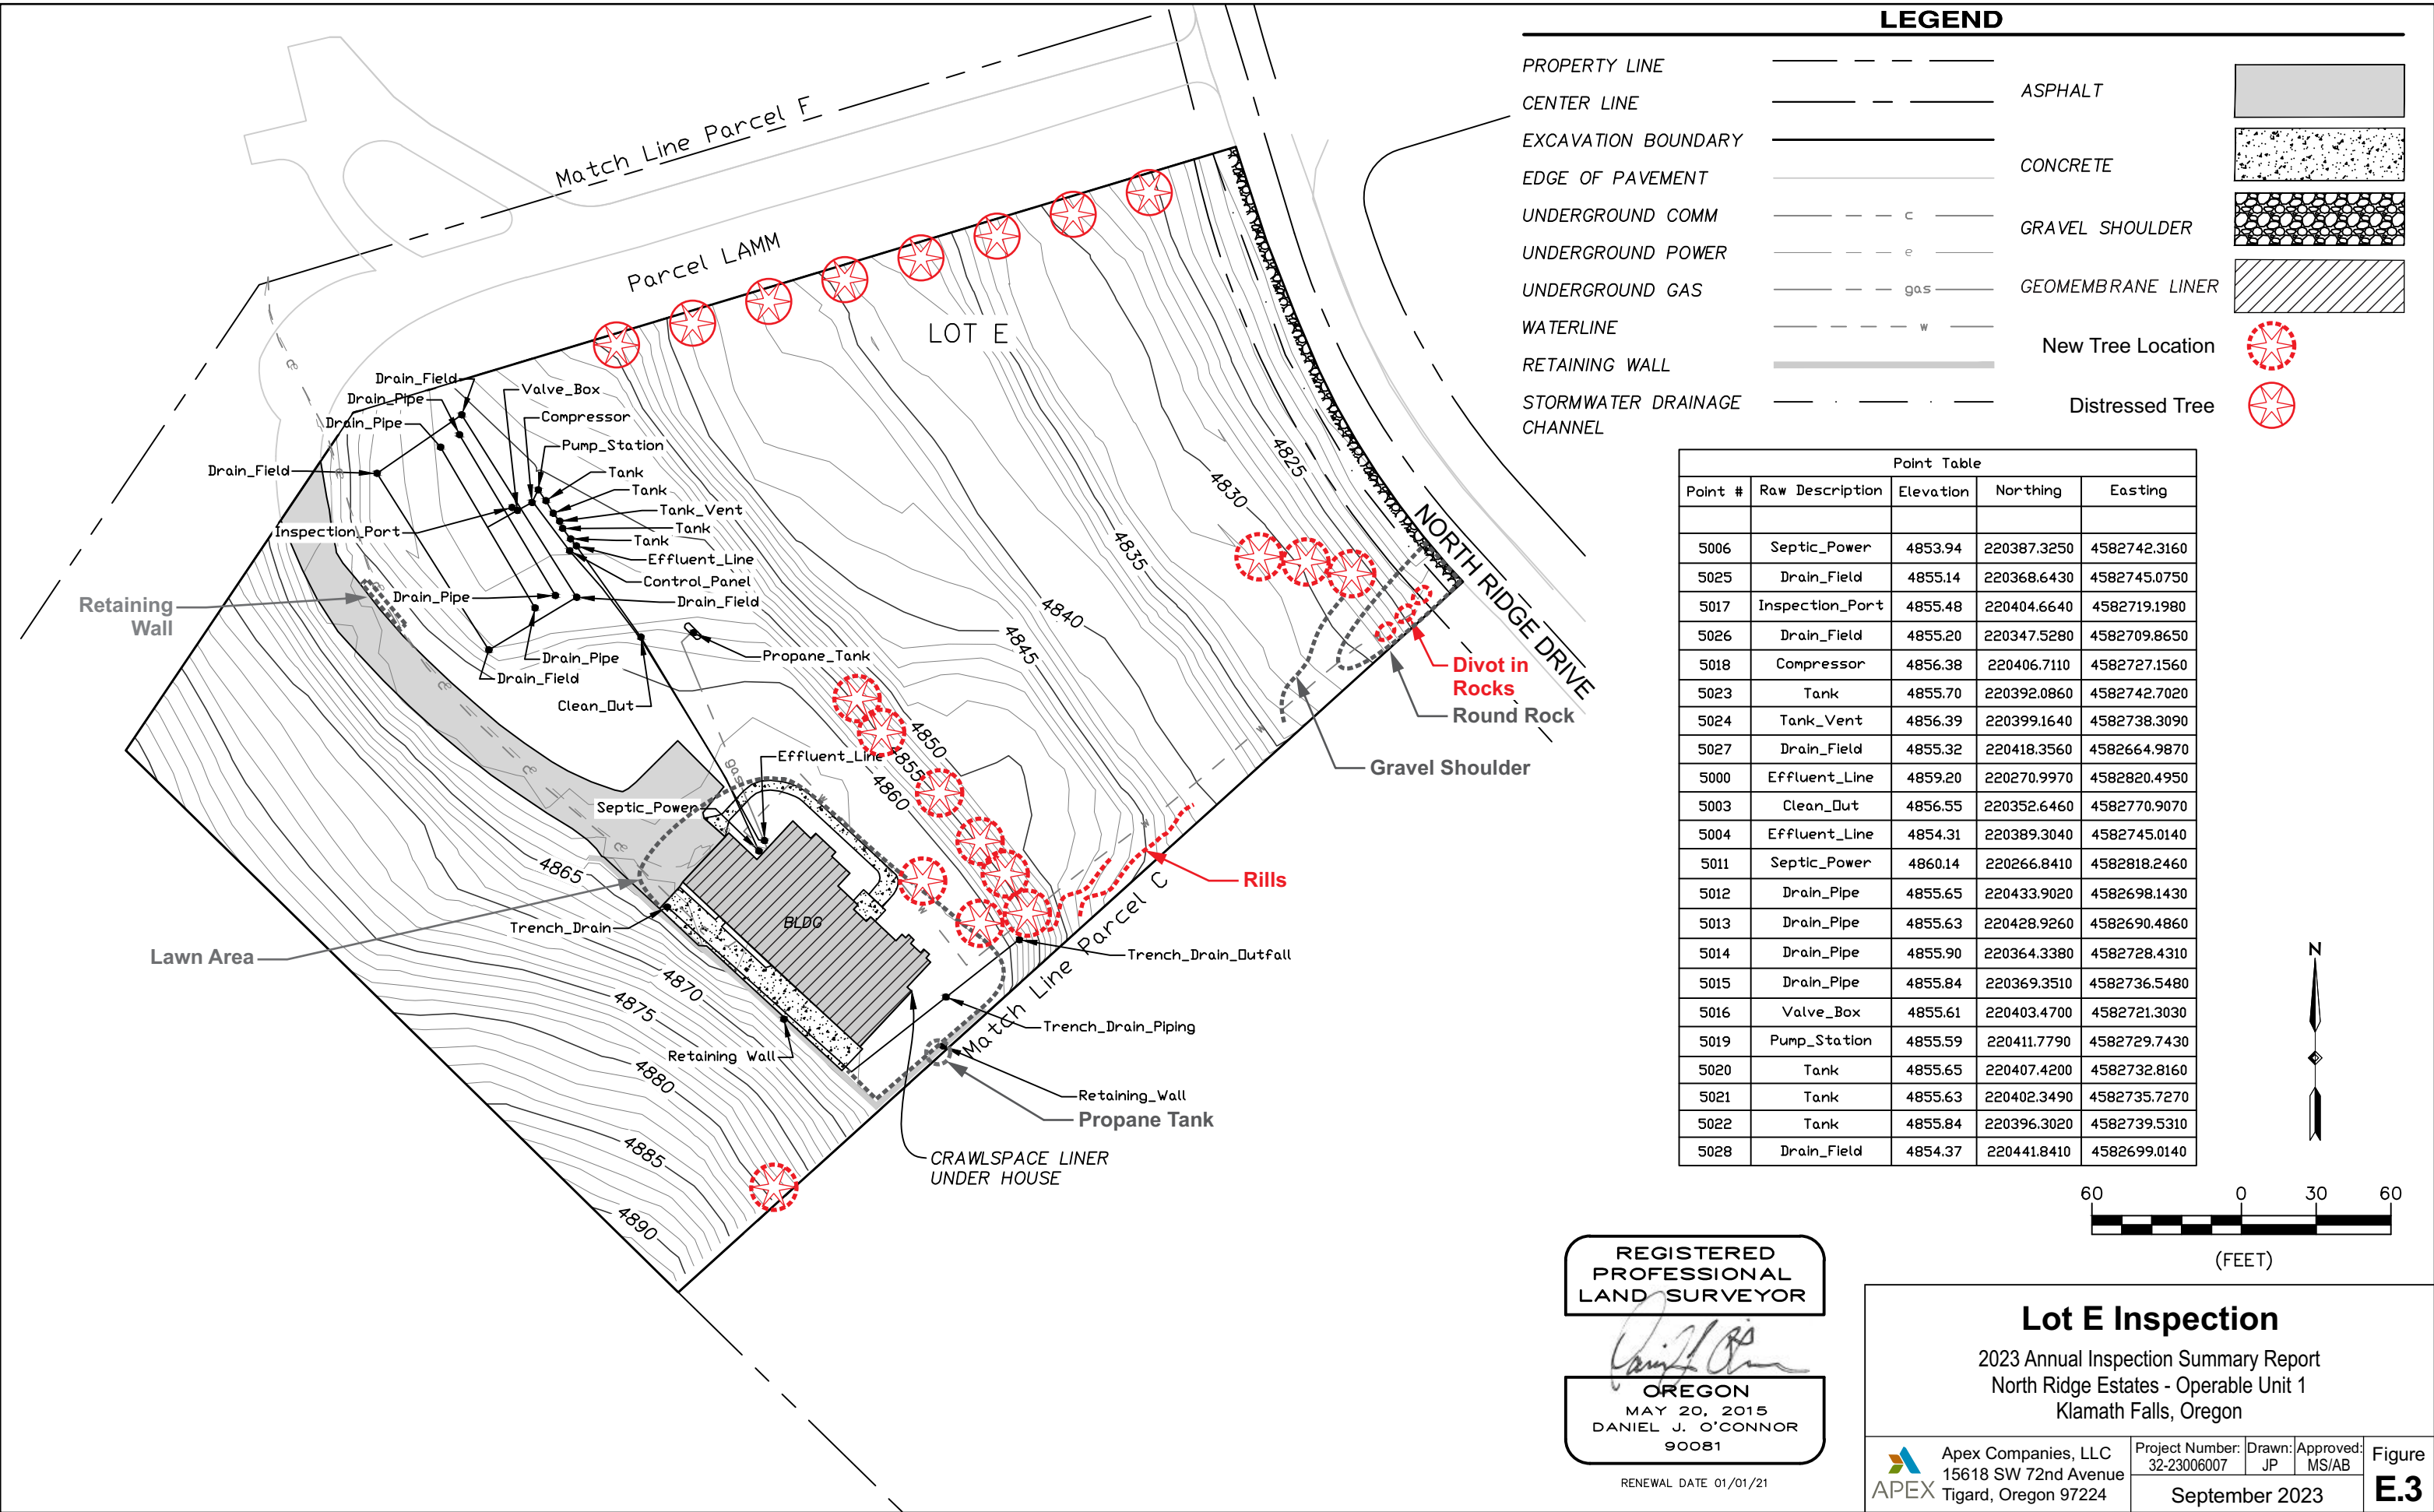 LEGEND
PROPERTY LINE
CENTER LINE
EXCAVATION BOUNDARY
EDGE OF PAVEMENT
UNDERGROUND COMM
c
UNDERGROUND POWER
e
UNDERGROUND GAS
gas
WATERLINE
w
RETAINING WALL
STORMWATER DRAINAGE
CHANNEL
ASPHALT
CONCRETE
GRAVEL SHOULDER
GEOMEMBRANE LINER
New Tree Location
Distressed Tree
Match Line Parcel F
Parcel LAMM
LOT E
Drain_Field
Drain_Pipe
Drain_Pipe
Drain_Field
Valve_Box
Compressor
Pump_Station
Tank
Tank
Tank_Vent
Tank
Tank
Effluent_Line
Control_Panel
Drain_Field
Inspection_Port
Drain_Pipe
Retaining
Wall
Drain_Pipe
Drain_Field
Propane_Tank
Clean_Out
4825
4830
4835
4840
4845
4850
4855
4860
NORTH RIDGE DRIVE
Divot in
Rocks
Round Rock
Gravel Shoulder
Effluent_Line
gas
Septic_Power
4865
Lawn Area
Trench_Drain
BLDG
Rills
Match Line Parcel C
Trench_Drain_Outfall
Trench_Drain_Piping
4870
4875
4880
4885
4890
Retaining Wall
Retaining_Wall
Propane Tank
CRAWLSPACE LINER
UNDER HOUSE
Point Table
Point # Raw Description Elevation Northing Easting
5006 Septic_Power 4853.94 220387.3250 4582742.3160
5025 Drain_Field 4855.14 220368.6430 4582745.0750
5017 Inspection_Port 4855.48 220404.6640 4582719.1980
5026 Drain_Field 4855.20 220347.5280 4582709.8650
5018 Compressor 4856.38 220406.7110 4582727.1560
5023 Tank 4855.70 220392.0860 4582742.7020
5024 Tank_Vent 4856.39 220399.1640 4582738.3090
5027 Drain_Field 4855.32 220418.3560 4582664.9870
5000 Effluent_Line 4859.20 220270.9970 4582820.4950
5003 Clean_Out 4856.55 220352.6460 4582770.9070
5004 Effluent_Line 4854.31 220389.3040 4582745.0140
5011 Septic_Power 4860.14 220266.8410 4582818.2460
5012 Drain_Pipe 4855.65 220433.9020 4582698.1430
5013 Drain_Pipe 4855.63 220428.9260 4582690.4860
5014 Drain_Pipe 4855.90 220364.3380 4582728.4310
5015 Drain_Pipe 4855.84 220369.3510 4582736.5480
5016 Valve_Box 4855.61 220403.4700 4582721.3030
5019 Pump_Station 4855.59 220411.7790 4582729.7430
5020 Tank 4855.65 220407.4200 4582732.8160
5021 Tank 4855.63 220402.3490 4582735.7270
5022 Tank 4855.84 220396.3020 4582739.5310
5028 Drain_Field 4854.37 220441.8410 4582699.0140
N
60 0 30 60
(FEET)
REGISTERED
PROFESSIONAL
LAND SURVEYOR
OREGON
MAY 20, 2015
DANIEL J. O'CONNOR
90081
RENEWAL DATE 01/01/21
Lot E Inspection
2023 Annual Inspection Summary Report
North Ridge Estates - Operable Unit 1
Klamath Falls, Oregon
APEX
Apex Companies, LLC
15618 SW 72nd Avenue
Tigard, Oregon 97224
Project Number:
32-23006007
Drawn:
JP
Approved:
MS/AB
September 2023
Figure
E.3